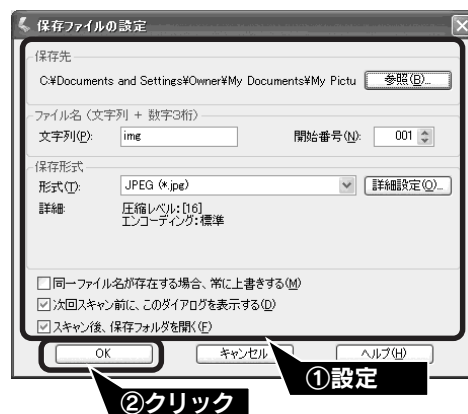 保存ファイルの設定
保存先
C:¥Documents and Settings¥Owner¥My Documents¥My Pictu 参照(B)...
ファイル名 (文字列 + 数字3桁)
文字列(P): img 開始番号(N): 001
保存形式
形式(T): JPEG (*.jpg) 詳細設定(O)...
詳細: 圧縮レベル:[16]
エンコーディング:標準
同一ファイル名が存在する場合、常に上書きする(M)
次回スキャン前に、このダイアログを表示する(D)
スキャン後、保存フォルダを開く(F)
OK キャンセル ヘルプ(H)
①設定
②クリック